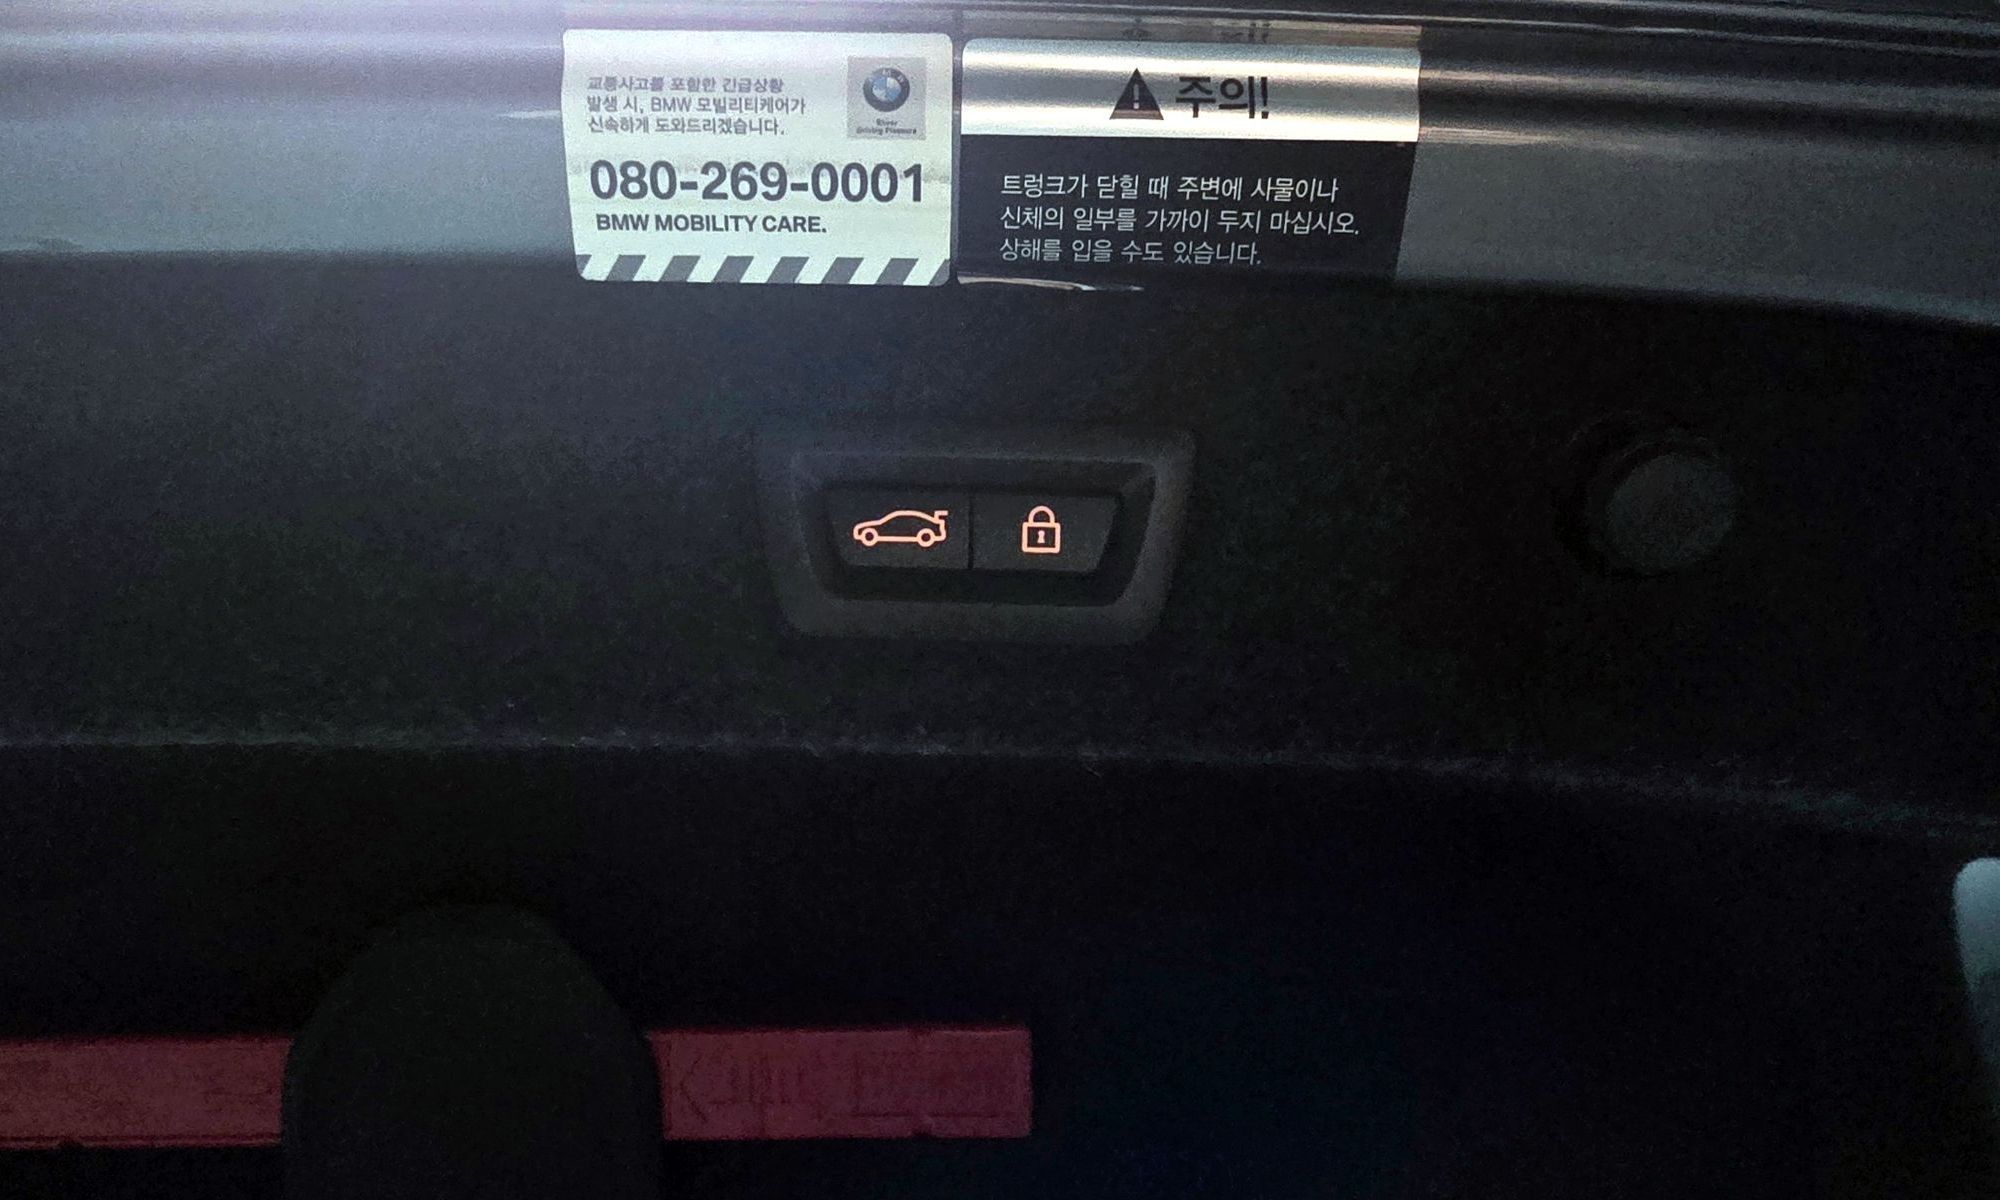 교통사고를 포함한 긴급상황
발생 시, BMW 모빌리티케어가
신속하게 도와드리겠습니다.
080-269-0001
BMW MOBILITY CARE.
주의!
트렁크가 닫힐 때 주변에 사물이나
신체의 일부를 가까이 두지 마십시오.
상해를 입을 수도 있습니다.